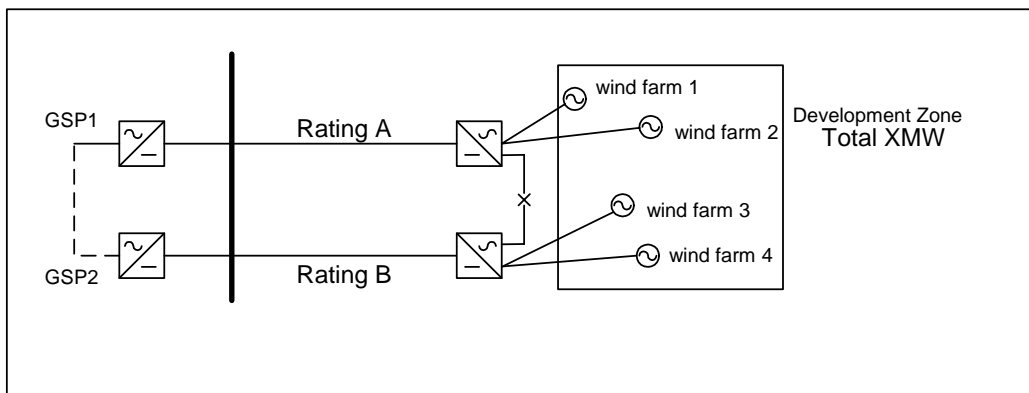 GSP1
Rating A
wind farm 1
wind farm 2
Development Zone
Total XMW
wind farm 3
wind farm 4
GSP2
Rating B